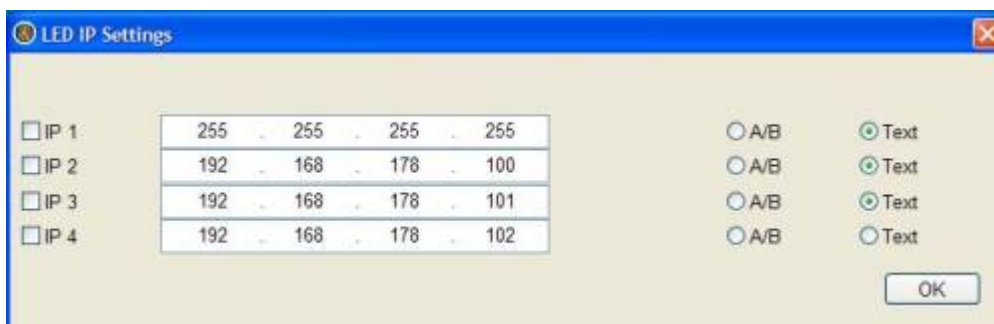 LED IP Settings
IP 1 255 . 255 . 255 . 255 A/B Text
IP 2 192 . 168 . 178 . 100 A/B Text
IP 3 192 . 168 . 178 . 101 A/B Text
IP 4 192 . 168 . 178 . 102 A/B Text
OK